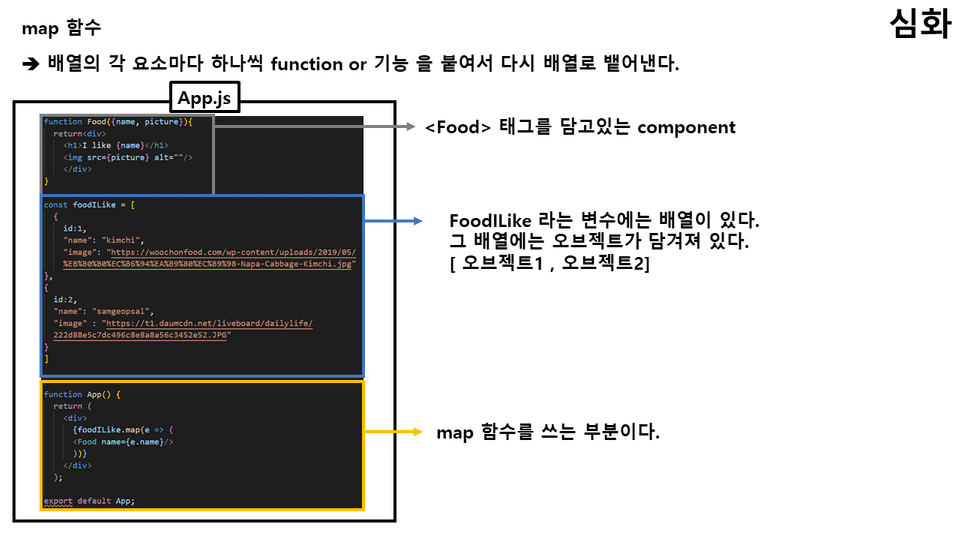 심화
map 함수
➔ 배열의 각 요소마다 하나씩 function or 기능 을 붙여서 다시 배열로 뱉어낸다.
App.js
function Food({name, picture}){
return<div>
<h1>I like {name}</h1>
<img src={picture} alt=""/>
</div>
}
<Food> 태그를 담고있는 component
const foodILike = [
{
id:1,
"name": "kimchi",
"image": "https://woochonfood.com/wp-content/uploads/2019/05/
%EB%B0%B0%EC%B6%94%EA%B9%80%EC%B9%98-Napa-Cabbage-Kimchi.jpg"
},
{
id:2,
"name": "samgeopsal",
"image" : "https://t1.daumcdn.net/liveboard/dailylife/
222d88e5c7dc496c8e8a8a56c3452e52.JPG"
}
]
FoodILike 라는 변수에는 배열이 있다.
그 배열에는 오브젝트가 담겨져 있다.
[ 오브젝트1 , 오브젝트2]
function App() {
return (
<div>
{foodILike.map(e => (
<Food name={e.name}/>
))}
</div>
);
export default App;
map 함수를 쓰는 부분이다.